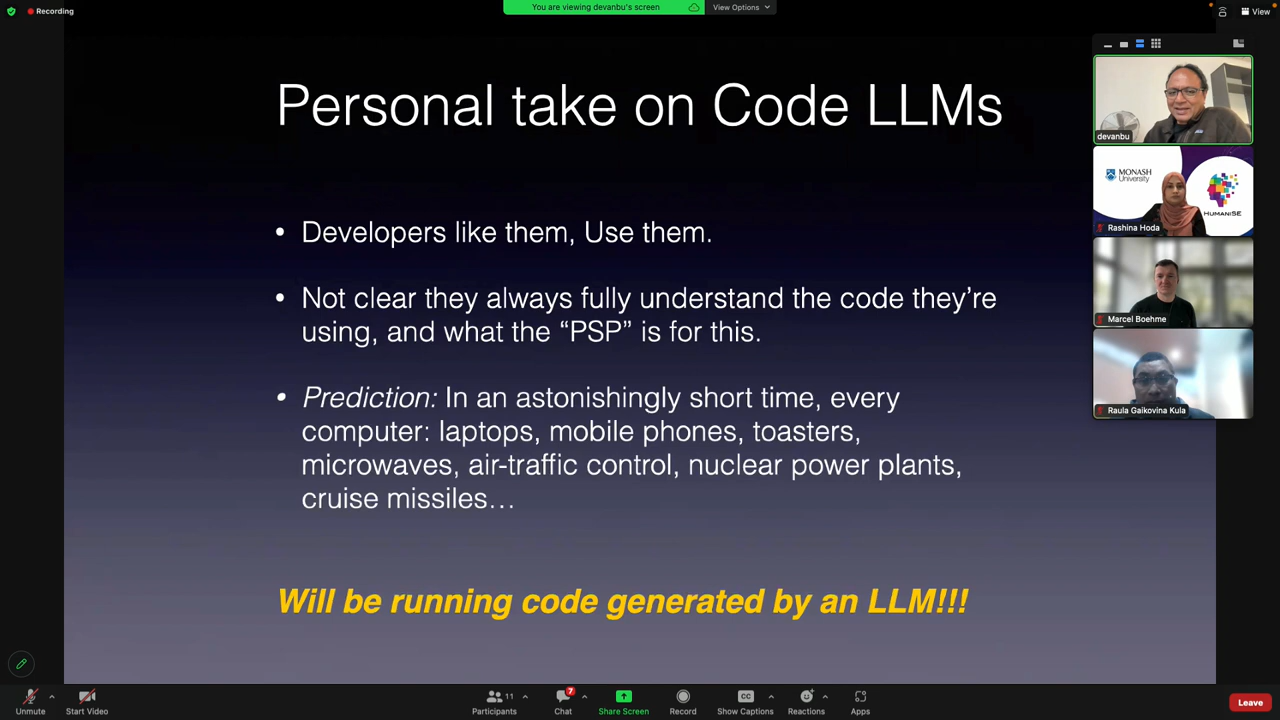 Recording
You are viewing devanbu's screen
View Options
View
Personal take on Code LLMs
• Developers like them, Use them.
• Not clear they always fully understand the code they're
using, and what the “PSP” is for this.
• Prediction: In an astonishingly short time, every
computer: laptops, mobile phones, toasters,
microwaves, air-traffic control, nuclear power plants,
cruise missiles…
Will be running code generated by an LLM!!!
devanbu
MONASH
University
HUMANISE
Rashina Hoda
Marcel Boehme
Raula Gaikovina Kula
Unmute
Start Video
11
Participants
7
Chat
Share Screen
Record
CC
Show Captions
Reactions
Apps
Leave